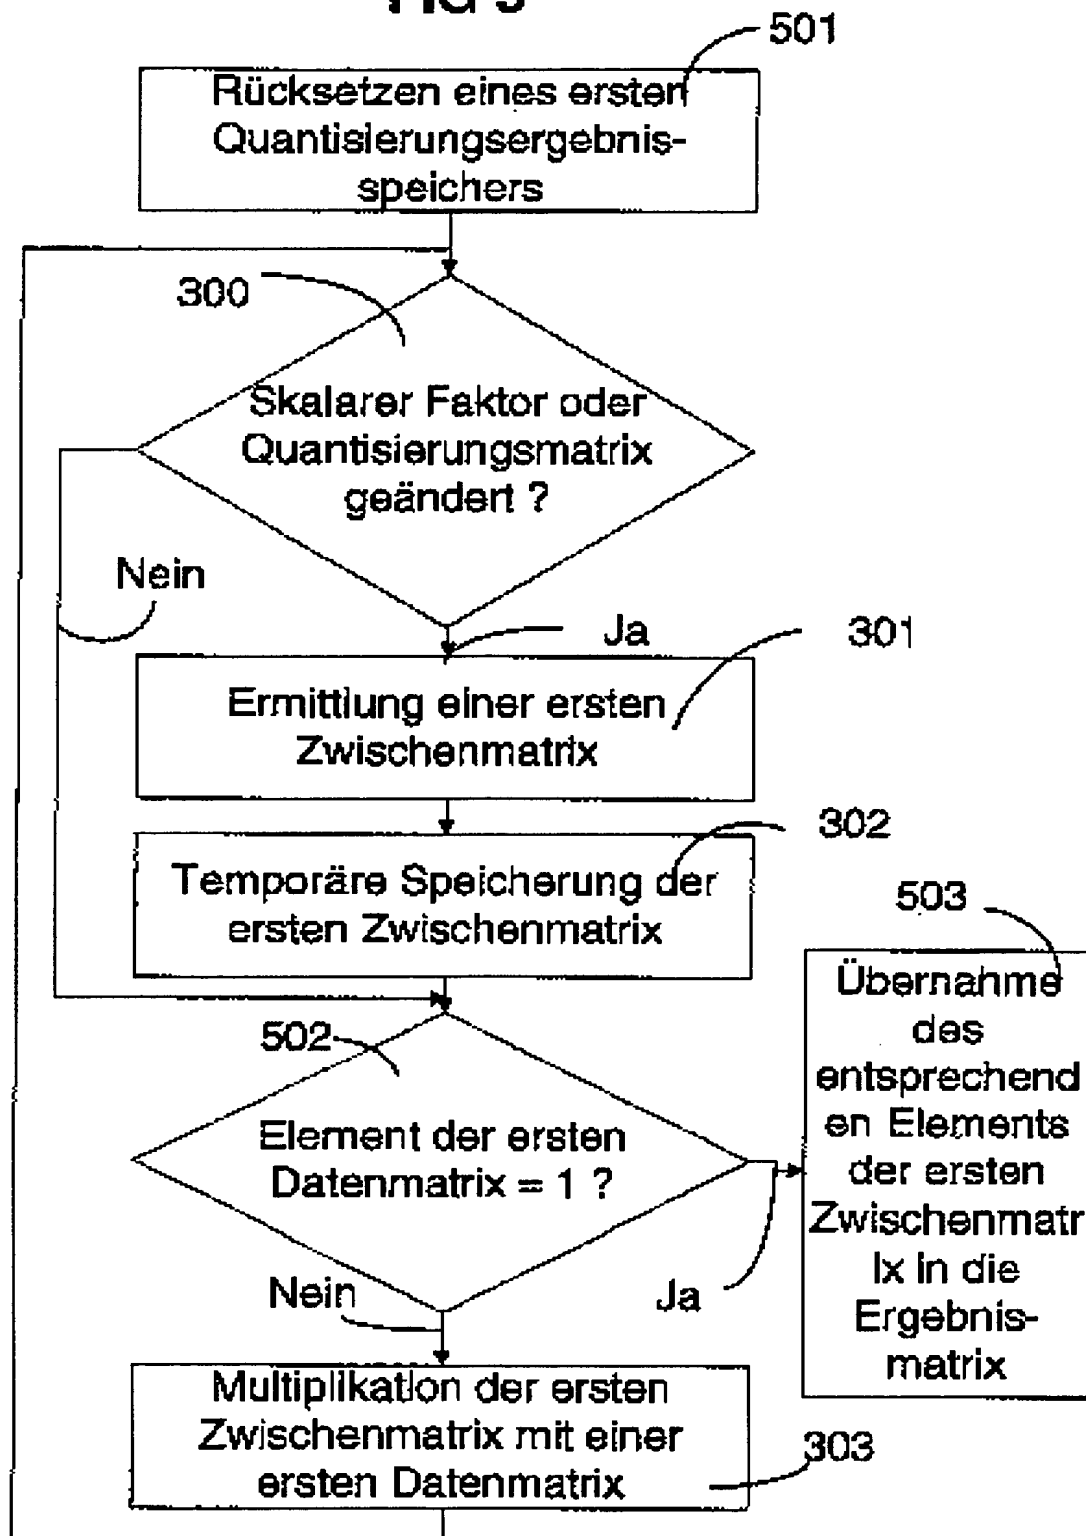 501
Rücksetzen eines ersten
Quantisierungsergebnis-
speichers
300
Skalarer Faktor oder
Quantisierungsmatrix
geändert ?
Nein
Ja
301
Ermittlung einer ersten
Zwischenmatrix
302
Temporäre Speicherung der
ersten Zwischenmatrix
503
Übernahme
des
entsprechend
en Elements
der ersten
Zwischenmatr
ix in die
Ergebnis-
matrix
502
Element der ersten
Datenmatrix = 1 ?
Nein
Ja
Multiplikation der ersten
Zwischenmatrix mit einer
ersten Datenmatrix
303